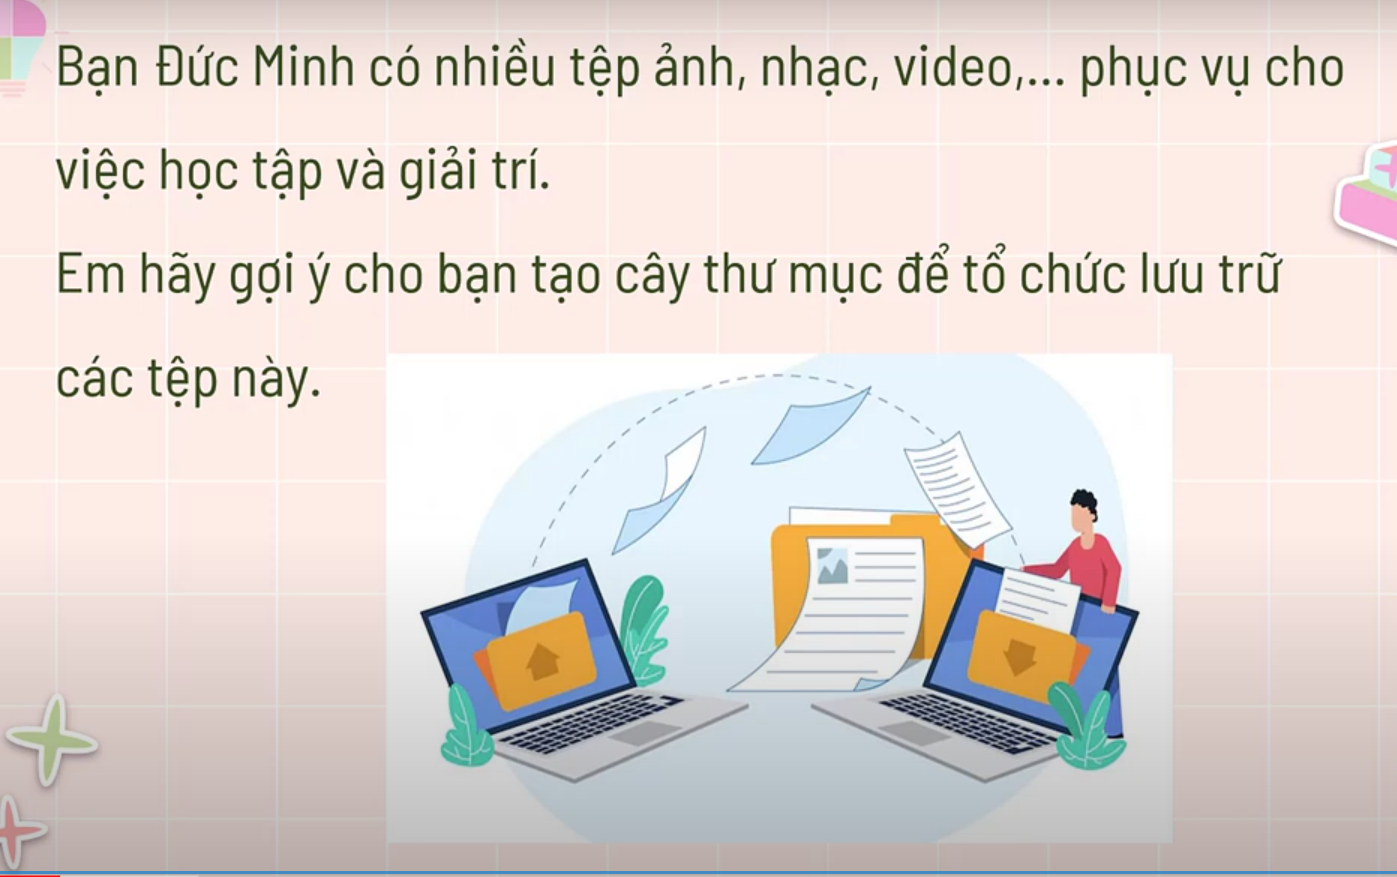 Bạn Đức Minh có nhiều tệp ảnh, nhạc, video,... phục vụ cho
việc học tập và giải trí.
Em hãy gợi ý cho bạn tạo cây thư mục để tổ chức lưu trữ
các tệp này.